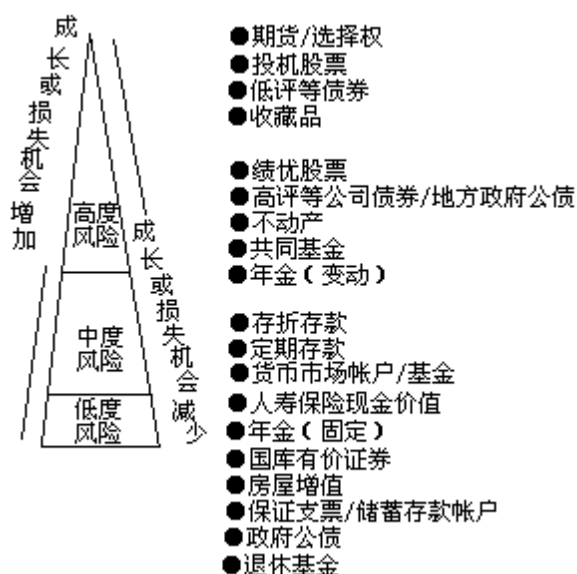 成长或损失机会增加
高度
风险
中度
风险
低度
风险
成长或损失机会减少
●期货/选择权
●投机股票
●低评等债券
●收藏品
●绩优股票
●高评等公司债券/地方政府公债
●不动产
●共同基金
●年金(变动)
●存折存款
●定期存款
●货币市场帐户/基金
●人寿保险现金价值
●年金(固定)
●国库有价证券
●房屋增值
●保证支票/储蓄存款帐户
●政府公债
●退休基金